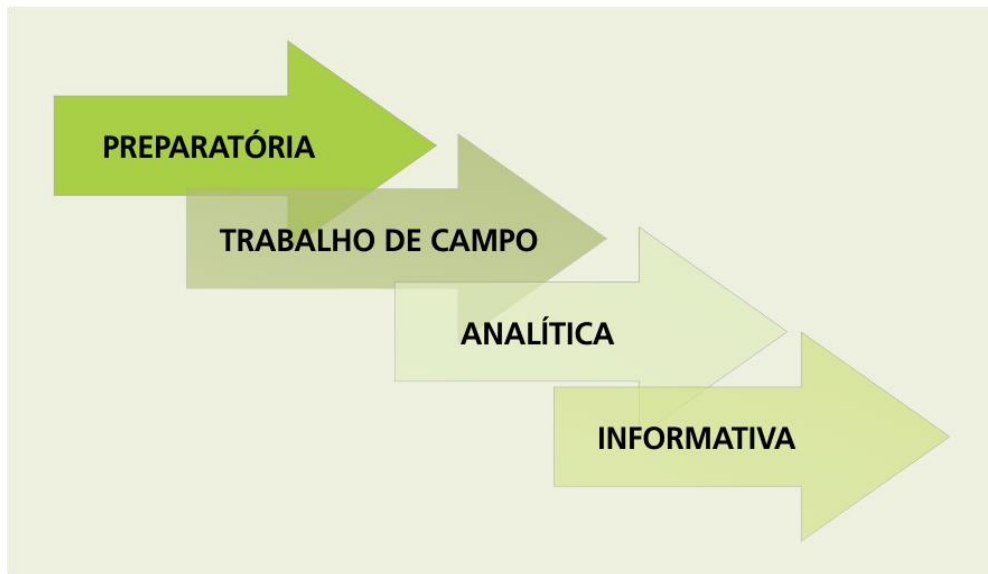 PREPARATÓRIA
TRABALHO DE CAMPO
ANALÍTICA
INFORMATIVA